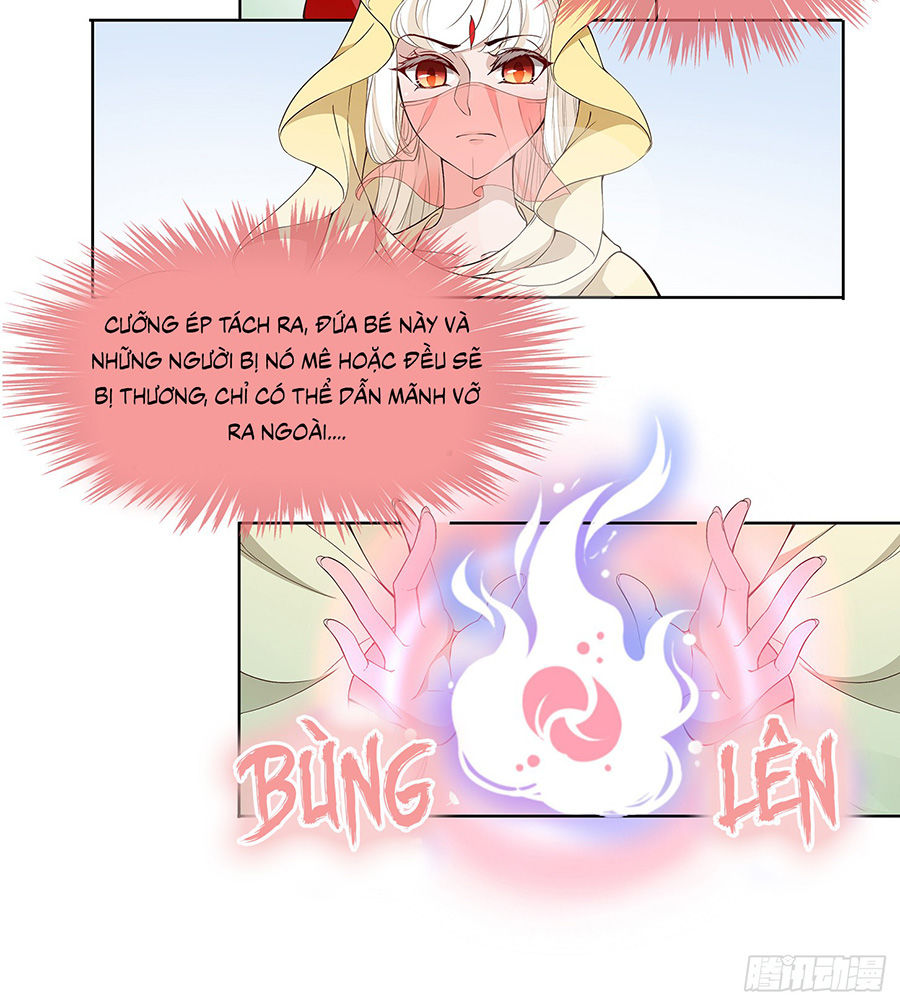 CƯỠNG ÉP TÁCH RA, ĐỨA BÉ NÀY VÀ
NHỮNG NGƯỜI BỊ NÓ MÊ HOẶC ĐỀU SẼ
BỊ THƯƠNG, CHỈ CÓ THỂ DẪN MÃNH VỠ
RA NGOÀI....
BÙNG LÊN
腾讯动漫